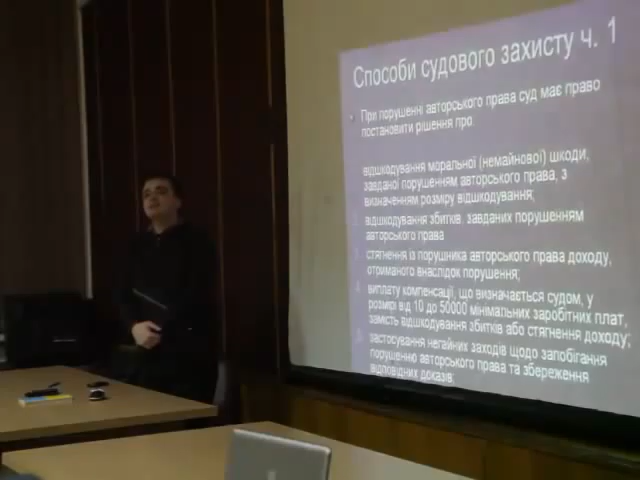 Способи судового захисту ч. 1
При порушенні авторського права суд має право
постановити рішення про:
відшкодування моральної (немайнової) шкоди,
завданої порушенням авторського права, з
визначенням розміру відшкодування;
відшкодування збитків, завданих порушенням
авторського права
стягнення із порушника авторського права доходу,
отриманого внаслідок порушення;
4. виплату компенсації, що визначається судом, у
розмірі від 10 до 50000 мінімальних заробітних плат,
замість відшкодування збитків або стягнення доходу;
застосування негайних заходів щодо запобігання
порушенню авторського права та збереження
відповідних доказів;